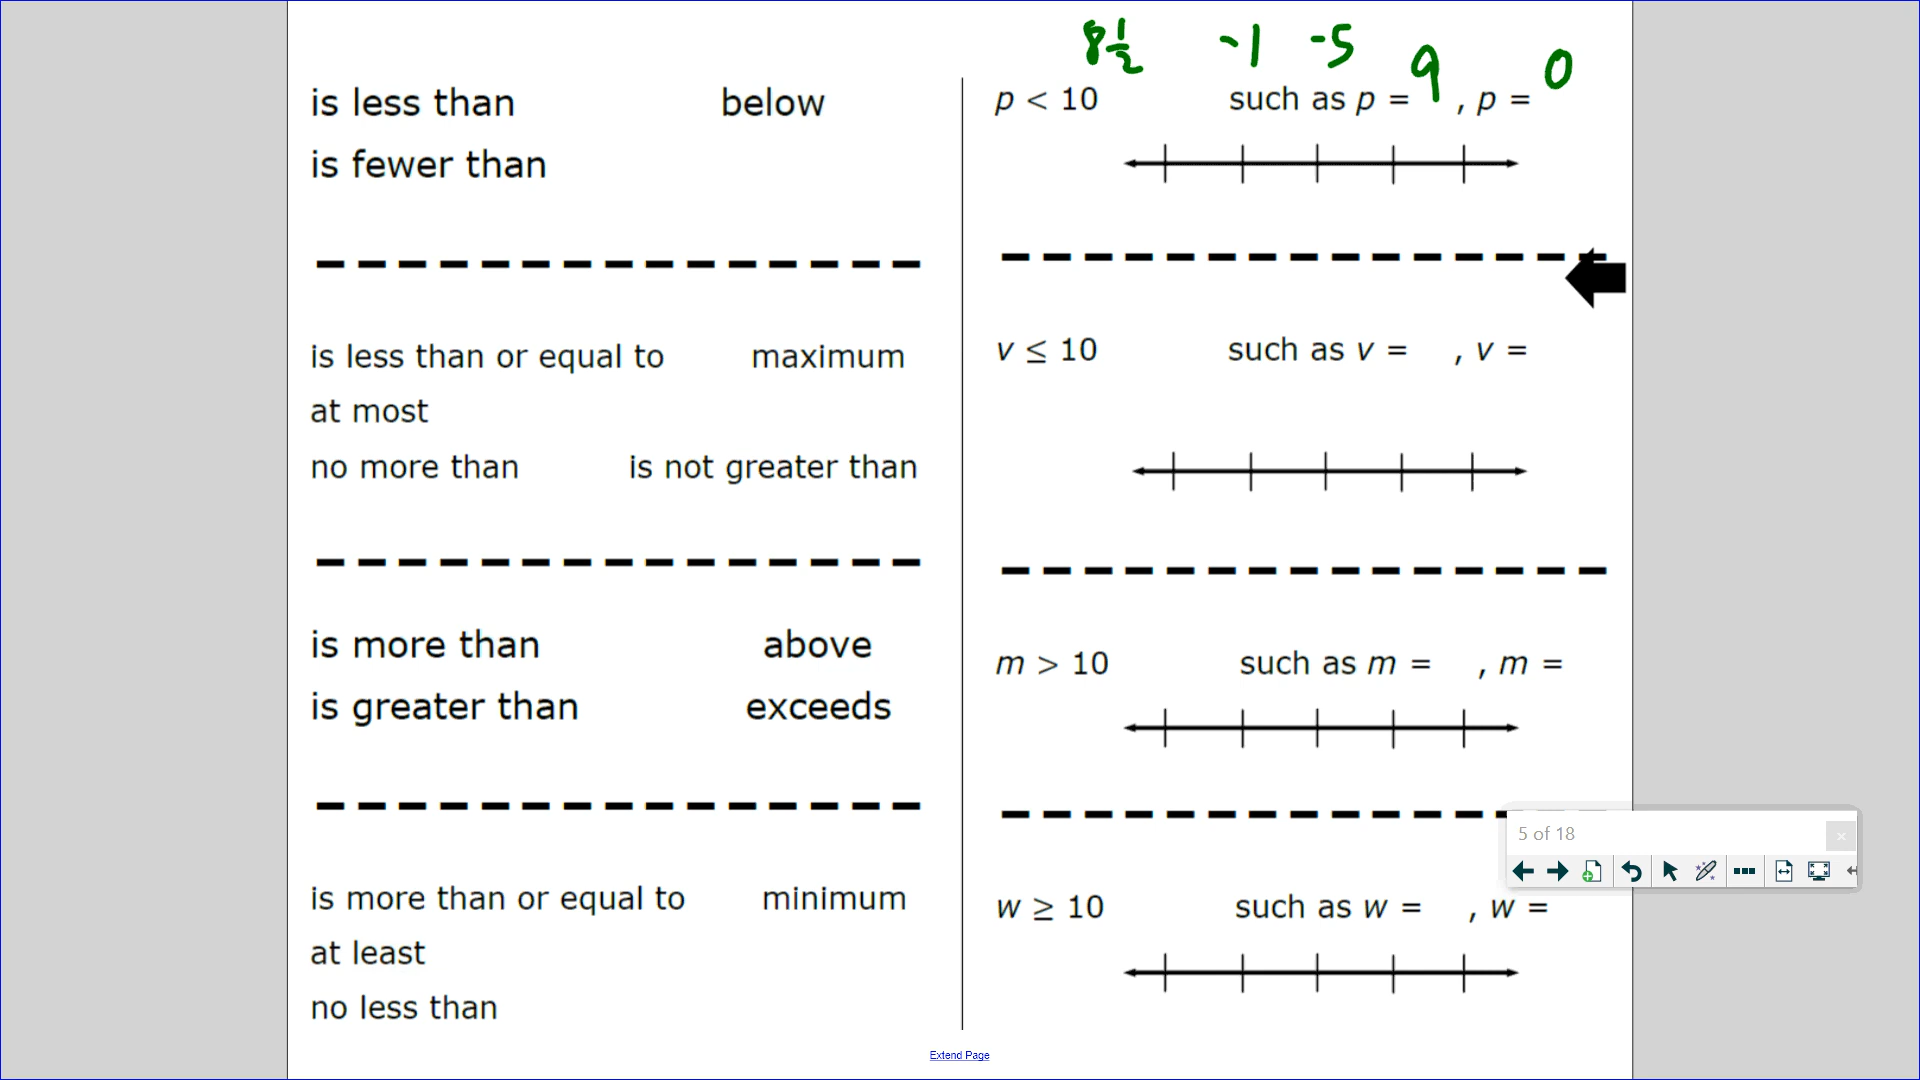 is less than below
is fewer than
is less than or equal to maximum
at most
no more than is not greater than
is more than above
is greater than exceeds
is more than or equal to minimum
at least
no less than
8½ -1 -5
p < 10 such as p = 9 , p = 0
v ≤ 10 such as v = , v =
m > 10 such as m = , m =
w ≥ 10 such as w = , w =
5 of 18
Extend Page